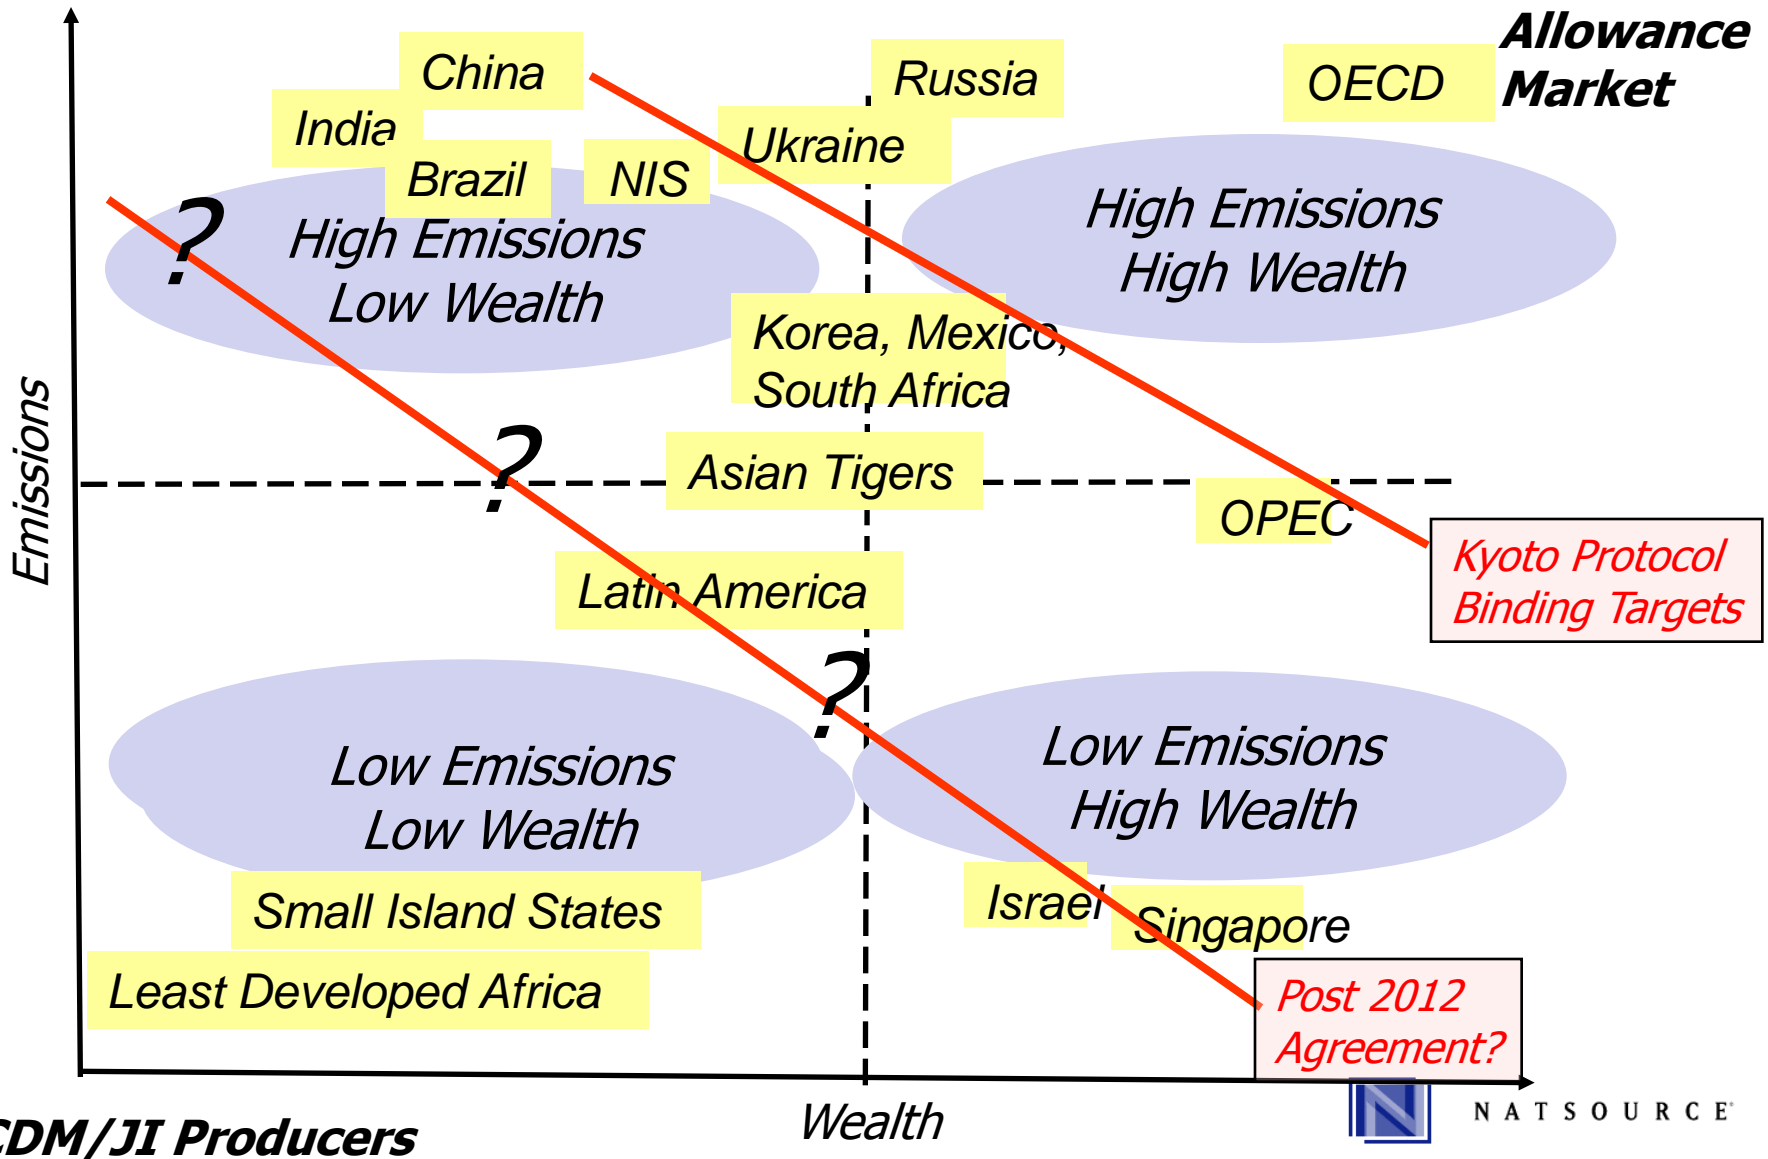 Allowance
Market
China
Russia
OECD
India
Ukraine
Brazil
NIS
?
High Emissions
Low Wealth
High Emissions
High Wealth
Korea, Mexico,
South Africa
Emissions
?
Asian Tigers
OPEC
Kyoto Protocol
Binding Targets
Latin America
?
Low Emissions
Low Wealth
Low Emissions
High Wealth
Small Island States
Israel
Singapore
Least Developed Africa
Post 2012
Agreement?
CDM/JI Producers
Wealth
N
NATSOURCE